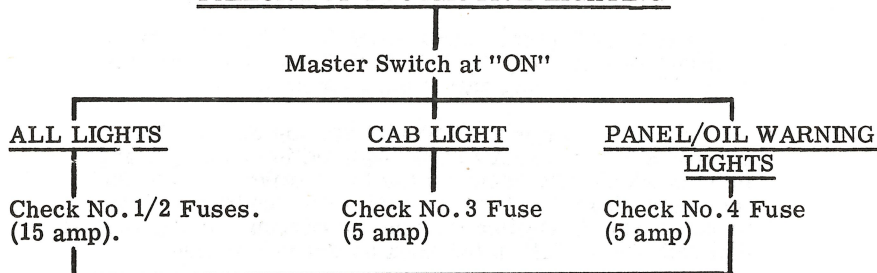 Master Switch at "ON"
ALL LIGHTS
CAB LIGHT
PANEL/OIL WARNING
LIGHTS
Check No.1/2 Fuses.
(15 amp).
Check No.3 Fuse
(5 amp)
Check No.4 Fuse
(5 amp)